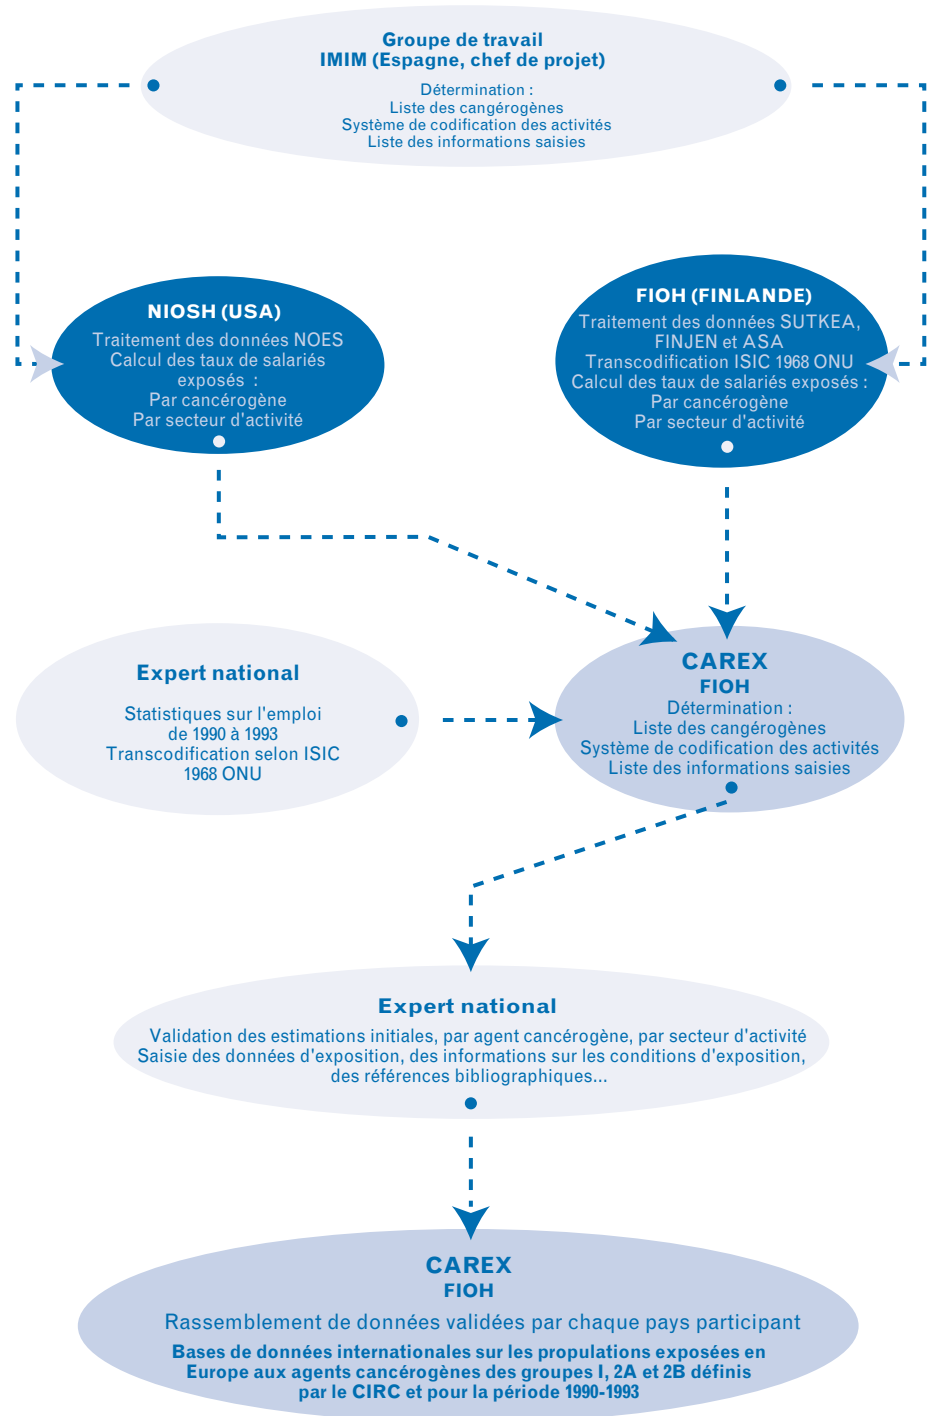 Groupe de travail
IMIM (Espagne, chef de projet)
Détermination :
Liste des cangérogènes
Système de codification des activités
Liste des informations saisies
NIOSH (USA)
Traitement des données NOES
Calcul des taux de salariés
exposés :
Par cancérogène
Par secteur d'activité
FIOH (FINLANDE)
Traitement des données SUTKEA,
FINJEN et ASA
Transcodification ISIC 1968 ONU
Calcul des taux de salariés exposés :
Par cancérogène
Par secteur d'activité
Expert national
Statistiques sur l'emploi
de 1990 à 1993
Transcodification selon ISIC
1968 ONU
CAREX
FIOH
Détermination :
Liste des cangérogènes
Système de codification des activités
Liste des informations saisies
Expert national
Validation des estimations initiales, par agent cancérogène, par secteur d'activité
Saisie des données d'exposition, des informations sur les conditions d'exposition,
des références bibliographiques...
CAREX
FIOH
Rassemblement de données validées par chaque pays participant
Bases de données internationales sur les propulations exposées en
Europe aux agents cancérogènes des groupes I, 2A et 2B définis
par le CIRC et pour la période 1990-1993